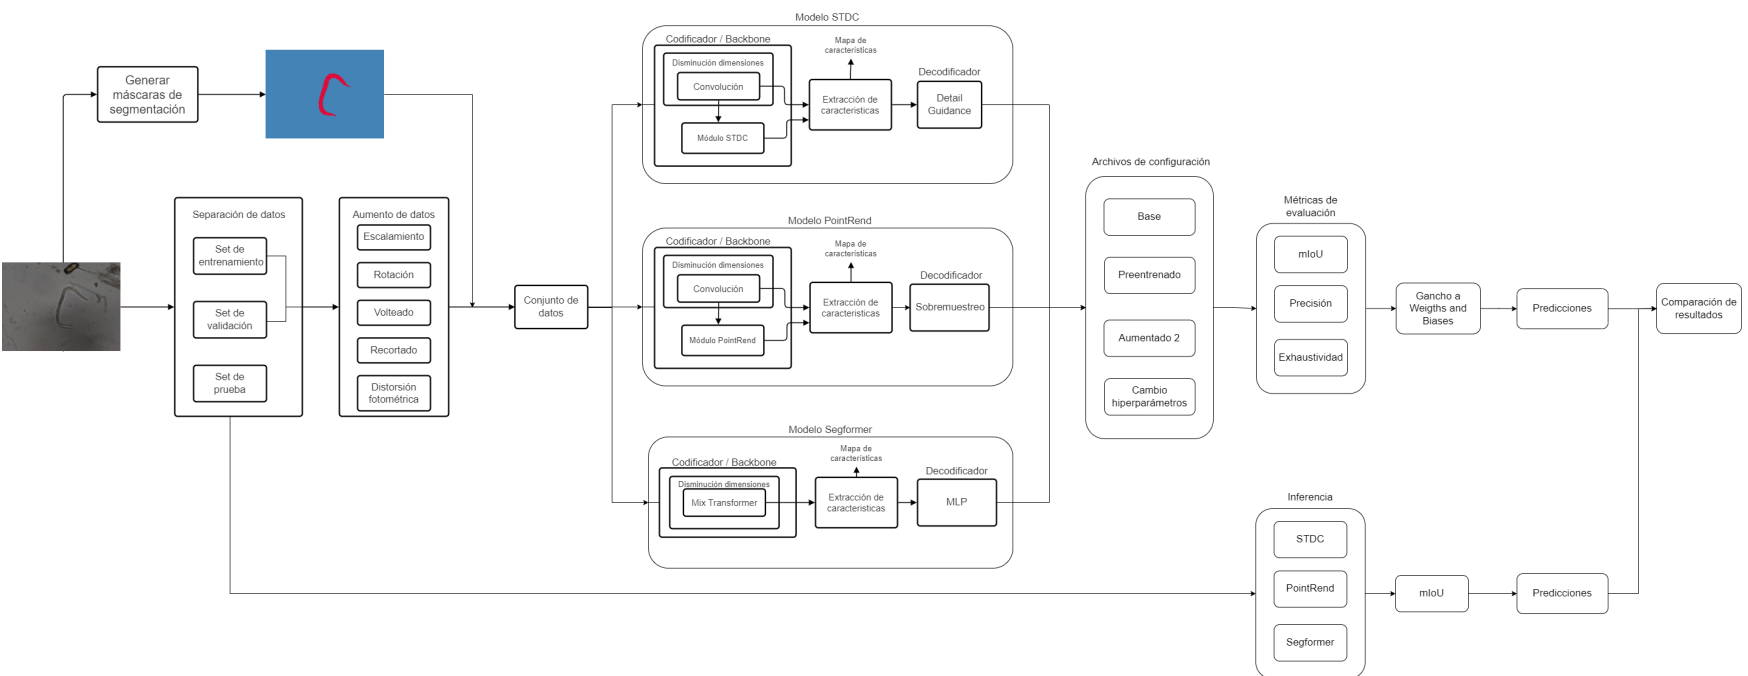 Generar
máscaras de
segmentación
Separación de datos
Set de
entrenamiento
Set de
validación
Set de
prueba
Aumento de datos
Escalamiento
Rotación
Volteado
Recortado
Distorsión
fotométrica
Conjunto de
datos
Modelo STDC
Codificador / Backbone
Disminución dimensiones
Convolución
Módulo STDC
Mapa de
características
Extracción de
caracteristicas
Decodificador
Detail
Guidance
Modelo PointRend
Codificador / Backbone
Disminución dimensiones
Convolución
Módulo PointRend
Mapa de
características
Extracción de
caracteristicas
Decodificador
Sobremuestreo
Modelo Segformer
Codificador / Backbone
Disminución dimensiones
Mix Transformer
Mapa de
características
Extracción de
caracteristicas
Decodificador
MLP
Archivos de configuración
Base
Preentrenado
Aumentado 2
Cambio
hiperparámetros
Métricas de
evaluación
mIoU
Precisión
Exhaustividad
Gancho a
Weigths and
Biases
Predicciones
Comparación de
resultados
Inferencia
STDC
PointRend
Segformer
mIoU
Predicciones